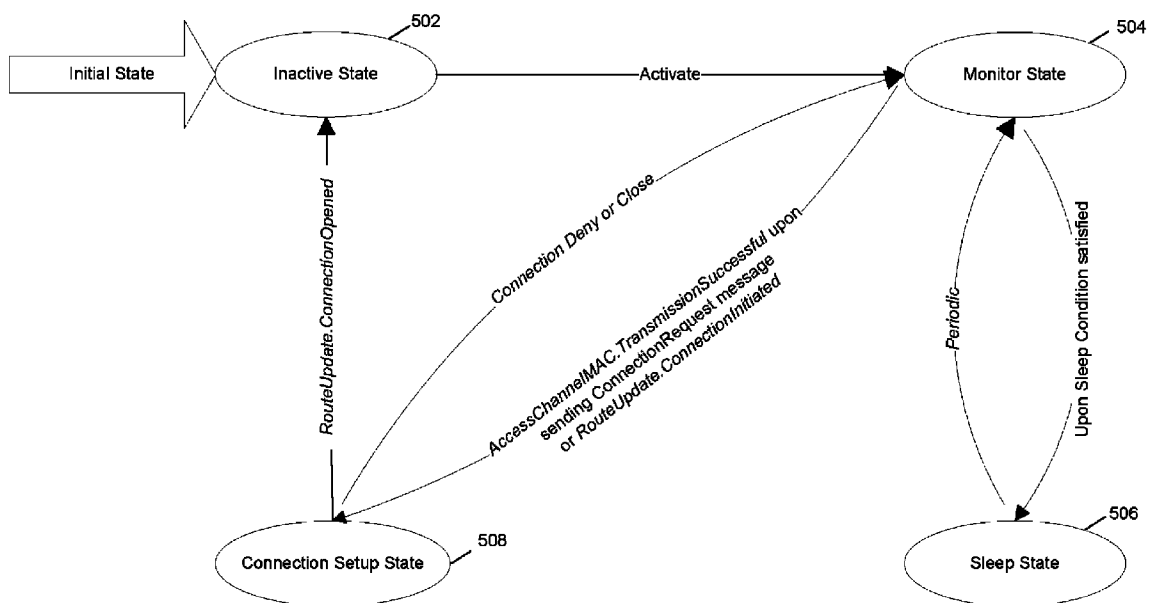 502
504
Initial State
Inactive State
Activate
Monitor State
RouteUpdate.ConnectionOpened
Connection Deny or Close
AccessChannelMAC.TransmissionSuccessful upon
sending ConnectionRequest message
or RouteUpdate.ConnectionInitiated
Periodic
Upon Sleep Condition satisfied
506
508
Connection Setup State
Sleep State